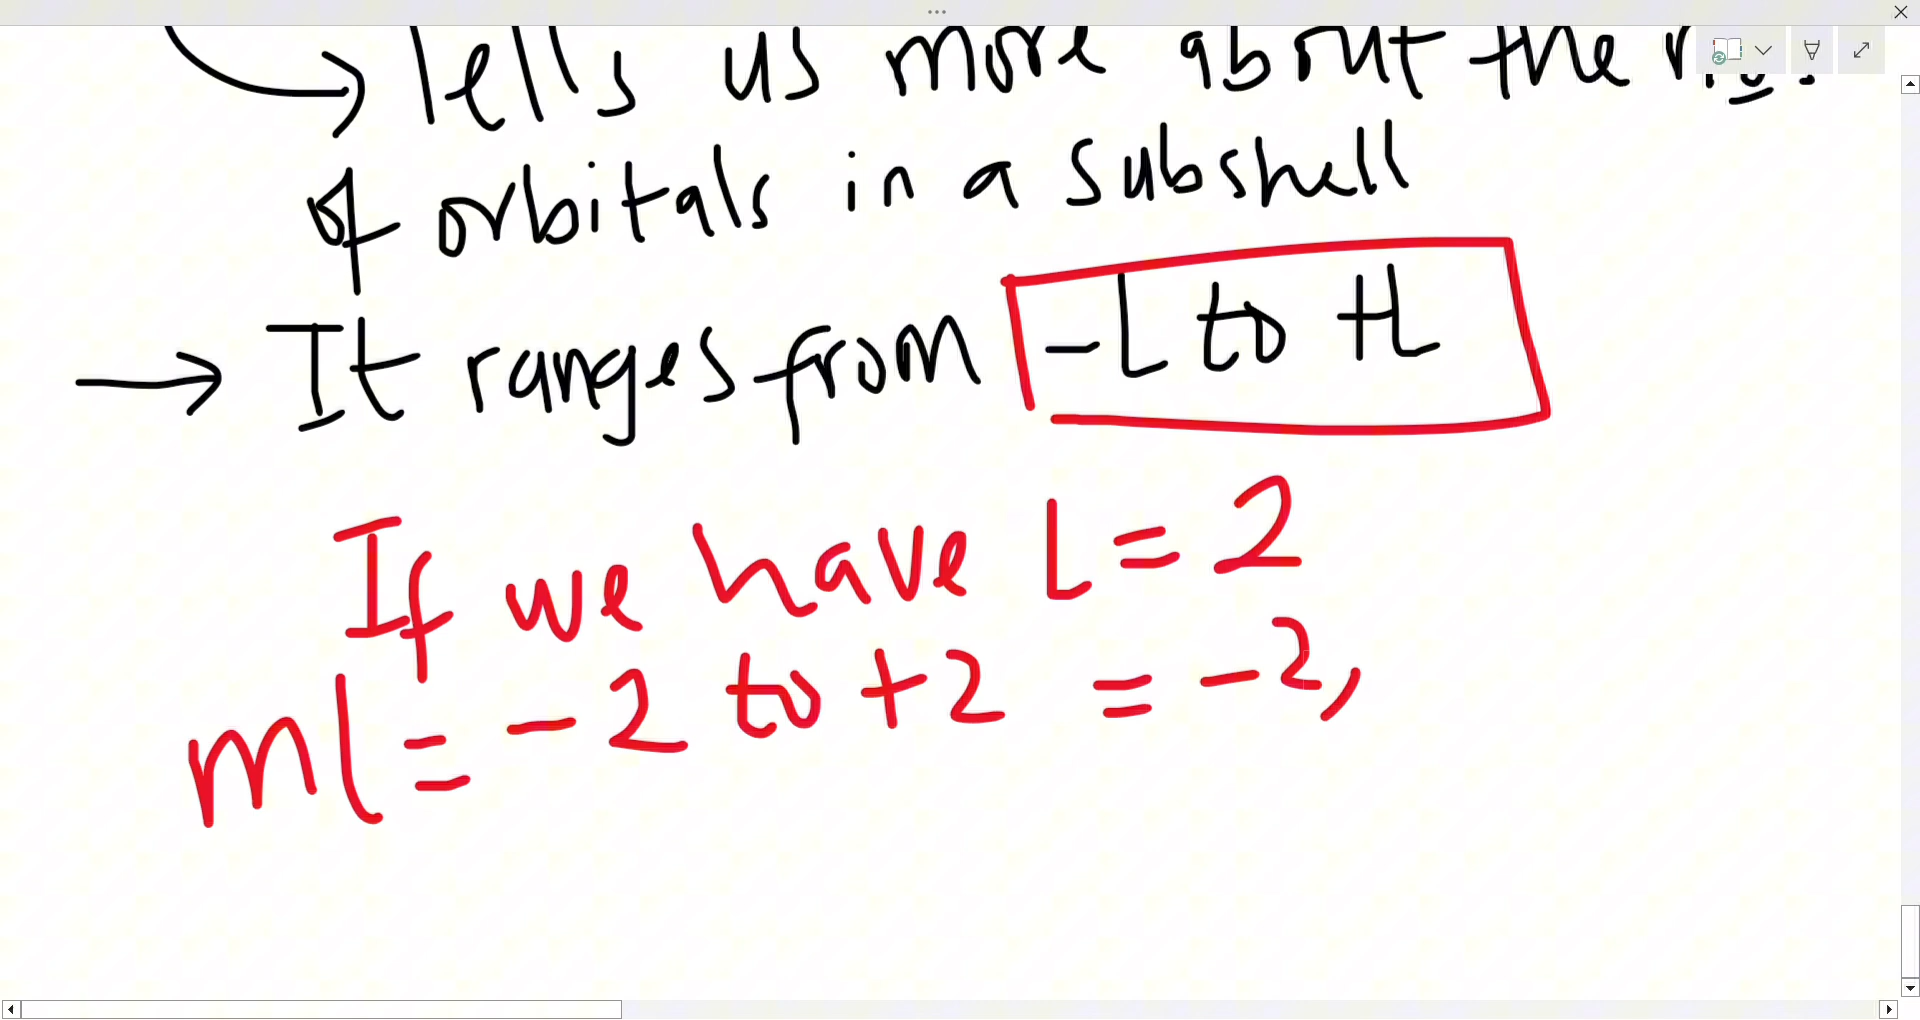 Tells us more about the no.
of orbitals in a subshell
→ It ranges from -L to +L
If we have L = 2
ml = -2 to +2 = -2,